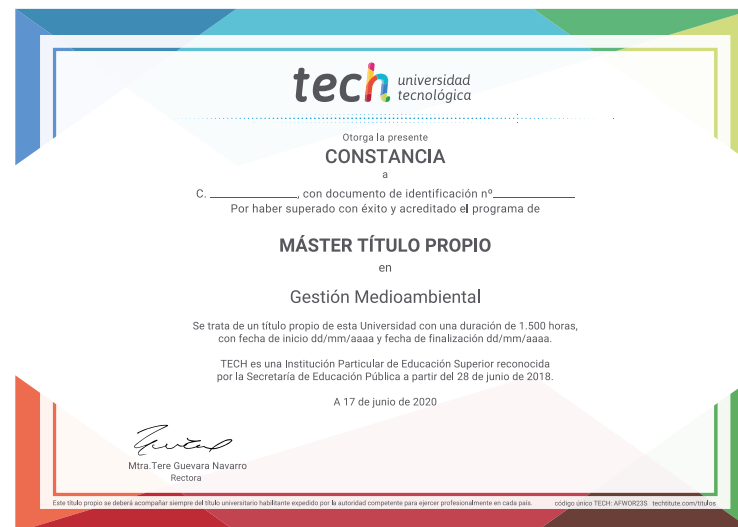 tech universidad
tecnológica
Otorga la presente
CONSTANCIA
a
C. ______________, con documento de identificación nº_____________
Por haber superado con éxito y acreditado el programa de
MÁSTER TÍTULO PROPIO
en
Gestión Medioambiental
Se trata de un título propio de esta Universidad con una duración de 1.500 horas,
con fecha de inicio dd/mm/aaaa y fecha de finalización dd/mm/aaaa.
TECH es una Institución Particular de Educación Superior reconocida
por la Secretaría de Educación Pública a partir del 28 de junio de 2018.
A 17 de junio de 2020
Mtra.Tere Guevara Navarro
Rectora
Este título propio se deberá acompañar siempre del título universitario habilitante expedido por la autoridad competente para ejercer profesionalmente en cada país. código único TECH: AFWOR23S techtitute.com/titulos